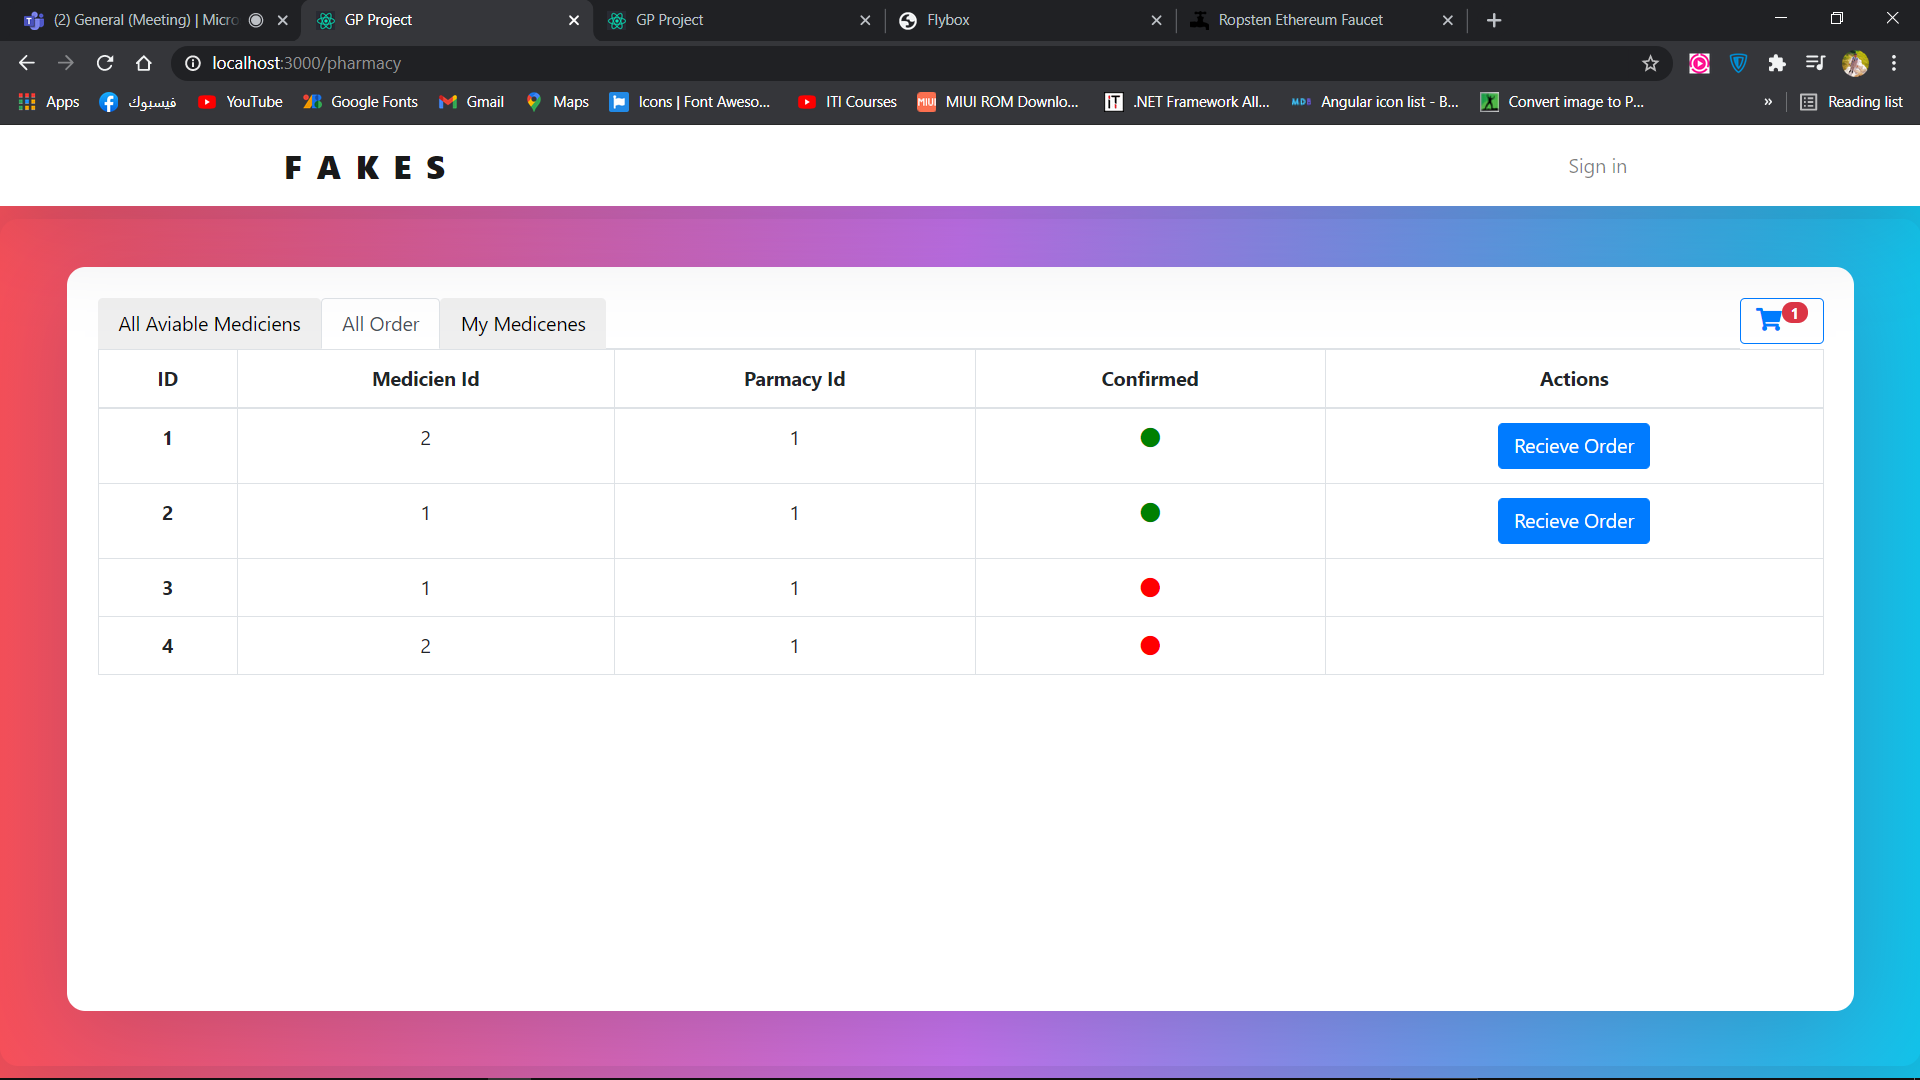 (2) General (Meeting) | Micro
GP Project
GP Project
Flybox
Ropsten Ethereum Faucet
localhost:3000/pharmacy
Apps
فيسبوك
YouTube
Google Fonts
Gmail
Maps
Icons | Font Aweso...
ITI Courses
MIUI ROM Downlo...
.NET Framework All...
Angular icon list - B...
Convert image to P...
»
Reading list
FAKES
Sign in
All Aviable Mediciens
All Order
My Medicenes
1
ID Medicien Id Parmacy Id Confirmed Actions
1 2 1 Recieve Order
2 1 1 Recieve Order
3 1 1
4 2 1